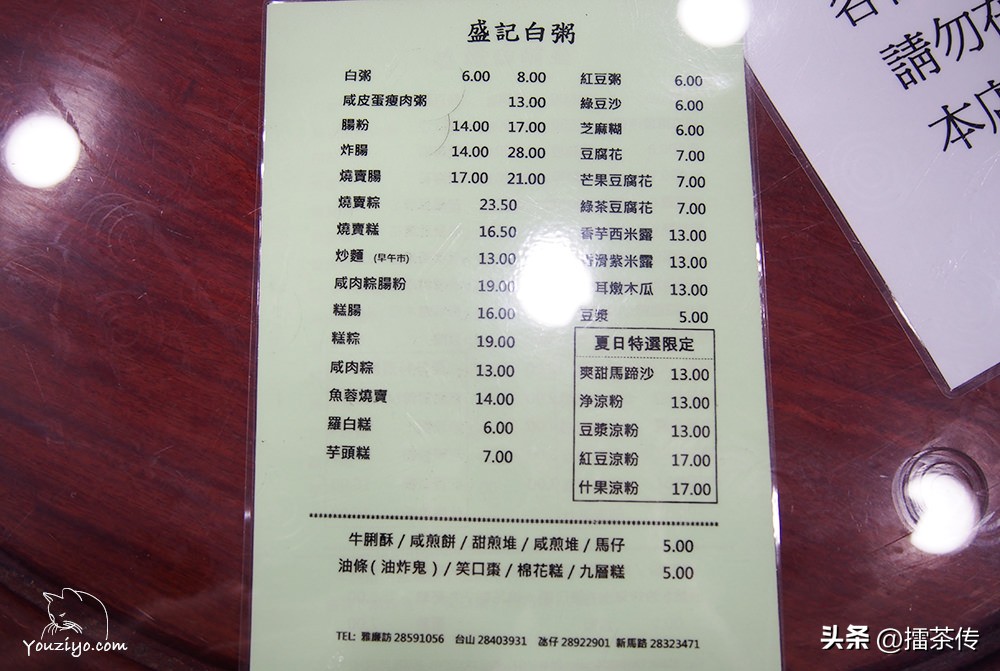 盛記白粥
白粥 6.00 8.00
咸皮蛋瘦肉粥 13.00
腸粉 14.00 17.00
炸腸 14.00 28.00
燒賣腸 17.00 21.00
燒賣粽 23.50
燒賣糕 16.50
炒麵 (早午市) 13.00
咸肉粽腸粉 19.00
糕腸 16.00
糕粽 19.00
咸肉粽 13.00
魚蓉燒賣 14.00
羅白糕 6.00
芋頭糕 7.00
紅豆粥 6.00
綠豆沙 6.00
芝麻糊 6.00
豆腐花 7.00
芒果豆腐花 7.00
綠茶豆腐花 7.00
香芋西米露 13.00
滑紫米露 13.00
耳燉木瓜 13.00
豆漿 5.00
夏日特選限定
爽甜馬蹄沙 13.00
净涼粉 13.00
豆漿涼粉 13.00
紅豆涼粉 17.00
什果涼粉 17.00
牛脷酥/咸煎餅/甜煎堆/咸煎堆/馬仔 5.00
油條(油炸鬼)/笑口棗/棉花糕/九層糕 5.00
TEL: 雅廉訪 28591056 台山 28403931 氹仔 28922901 新馬路 28323471
請勿在
本店
Youziyo.com
头条 @擂茶传